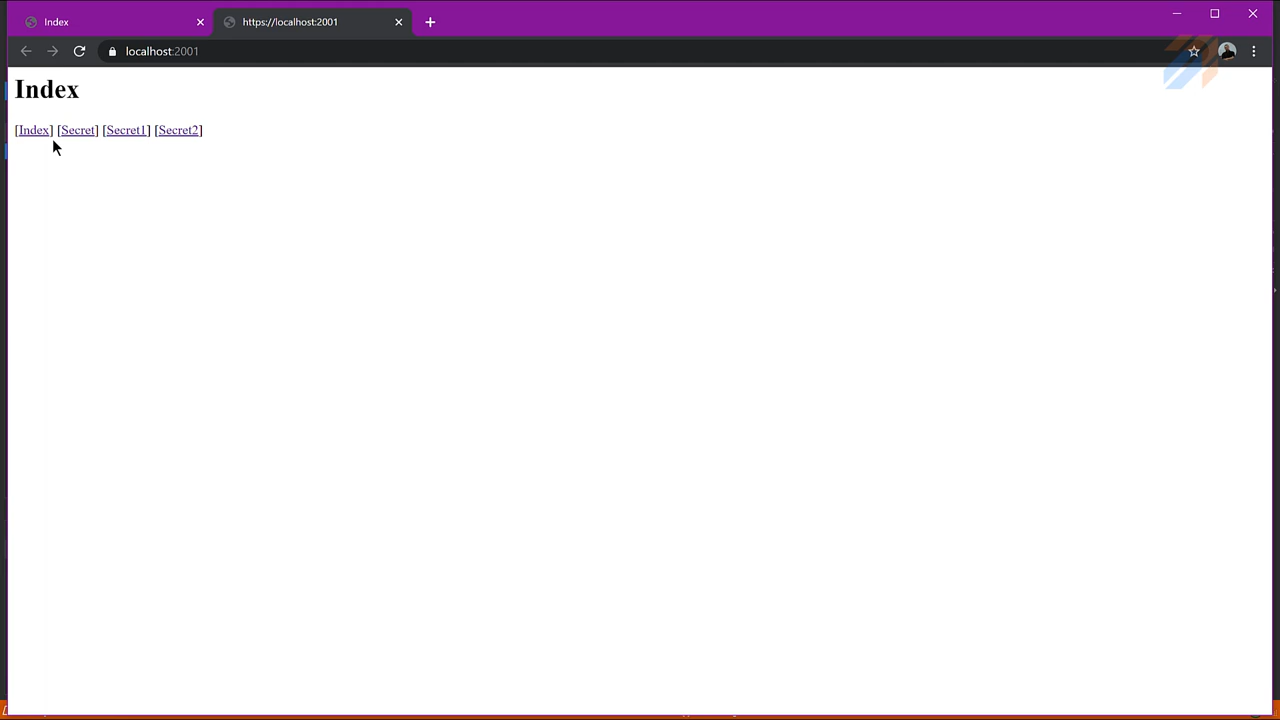 Index
https://localhost:2001
localhost:2001
Index
[Index] [Secret] [Secret1] [Secret2]